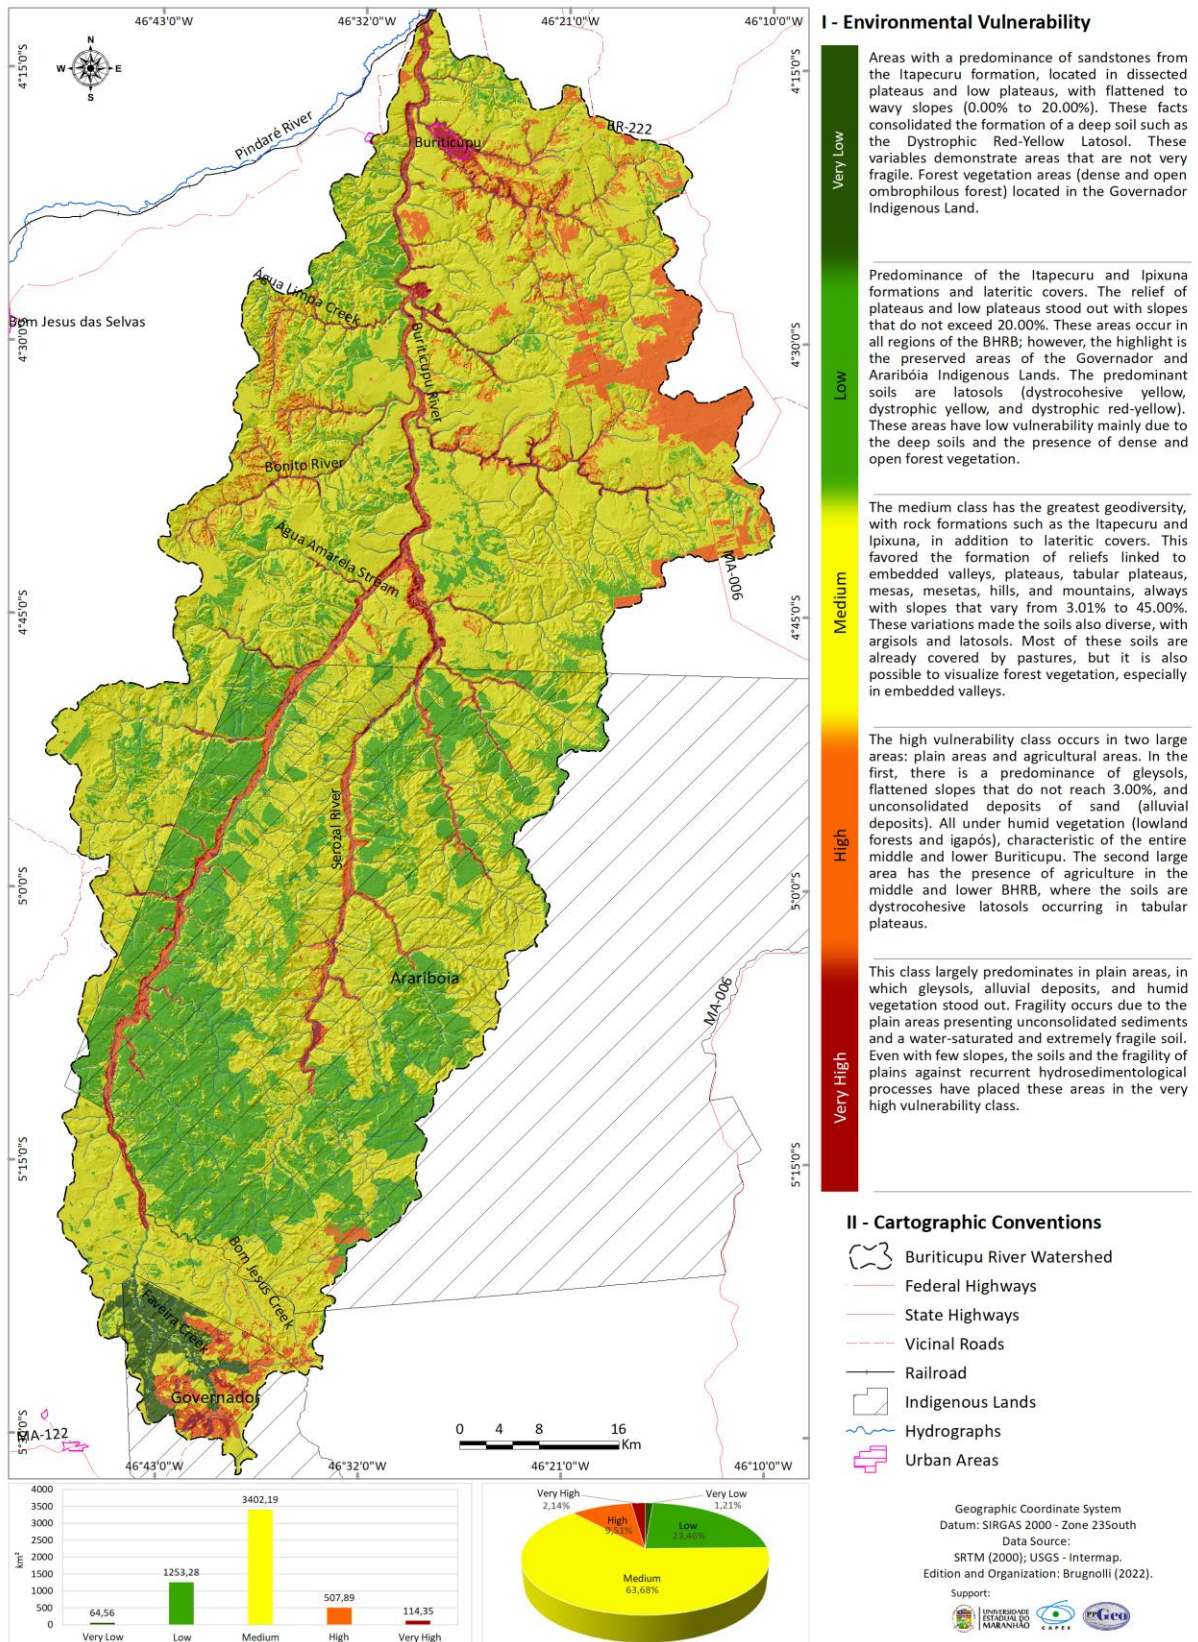 46°43'0"W
46°32'0"W
46°21'0"W
46°10'0"W
N
W
E
S
4°15'0"S
4°15'0"S
Pindaré River
BR-222
Buriticupu
Água Limpa Creek
Bom Jesus das Selvas
4°30'0"S
4°30'0"S
Buriticupu River
Bonito River
Água Amarela Stream
MA-006
4°45'0"S
4°45'0"S
Serozal River
5°0'0"S
5°0'0"S
Arariboia
MA-006
5°15'0"S
5°15'0"S
Bom Jesus Creek
Faveira Creek
Governador
MA-122
0 4 8 16
Km
46°43'0"W
46°32'0"W
46°21'0"W
46°10'0"W
I - Environmental Vulnerability
Very Low
Areas with a predominance of sandstones from
the Itapecuru formation, located in dissected
plateaus and low plateaus, with flattened to
wavy slopes (0.00% to 20.00%). These facts
consolidated the formation of a deep soil such as
the Dystrophic Red-Yellow Latosol. These
variables demonstrate areas that are not very
fragile. Forest vegetation areas (dense and open
ombrophilous forest) located in the Governador
Indigenous Land.
Low
Predominance of the Itapecuru and Ipixuna
formations and lateritic covers. The relief of
plateaus and low plateaus stood out with slopes
that do not exceed 20.00%. These areas occur in
all regions of the BHRB; however, the highlight is
the preserved areas of the Governador and
Araribóia Indigenous Lands. The predominant
soils are latosols (dystrocohesive yellow,
dystrophic yellow, and dystrophic red-yellow).
These areas have low vulnerability mainly due to
the deep soils and the presence of dense and
open forest vegetation.
Medium
The medium class has the greatest geodiversity,
with rock formations such as the Itapecuru and
Ipixuna, in addition to lateritic covers. This
favored the formation of reliefs linked to
embedded valleys, plateaus, tabular plateaus,
mesas, mesetas, hills, and mountains, always
with slopes that vary from 3.01% to 45.00%.
These variations made the soils also diverse, with
argisols and latosols. Most of these soils are
already covered by pastures, but it is also
possible to visualize forest vegetation, especially
in embedded valleys.
High
The high vulnerability class occurs in two large
areas: plain areas and agricultural areas. In the
first, there is a predominance of gleysols,
flattened slopes that do not reach 3.00%, and
unconsolidated deposits of sand (alluvial
deposits). All under humid vegetation (lowland
forests and igapós), characteristic of the entire
middle and lower Buriticupu. The second large
area has the presence of agriculture in the
middle and lower BHRB, where the soils are
dystrocohesive latosols occurring in tabular
plateaus.
Very High
This class largely predominates in plain areas, in
which gleysols, alluvial deposits, and humid
vegetation stood out. Fragility occurs due to the
plain areas presenting unconsolidated sediments
and a water-saturated and extremely fragile soil.
Even with few slopes, the soils and the fragility of
plains against recurrent hydrosedimentological
processes have placed these areas in the very
high vulnerability class.
II - Cartographic Conventions
Buriticupu River Watershed
Federal Highways
State Highways
Vicinal Roads
Railroad
Indigenous Lands
Hydrographs
Urban Areas
km²
4000
3500
3000
2500
2000
1500
1000
500
0
64,56
1253,28
3402,19
507,89
114,35
Very Low
Low
Medium
High
Very High
Very High
2,14%
Very Low
1,21%
High
9,51%
Low
23,46%
Medium
63,68%
Geographic Coordinate System
Datum: SIRGAS 2000 - Zone 23South
Data Source:
SRTM (2000); USGS - Intermap.
Edition and Organization: Brugnolli (2022).
Support:
UNIVERSIDADE
ESTADUAL DO
MARANHÃO
CAPES
PPGeo